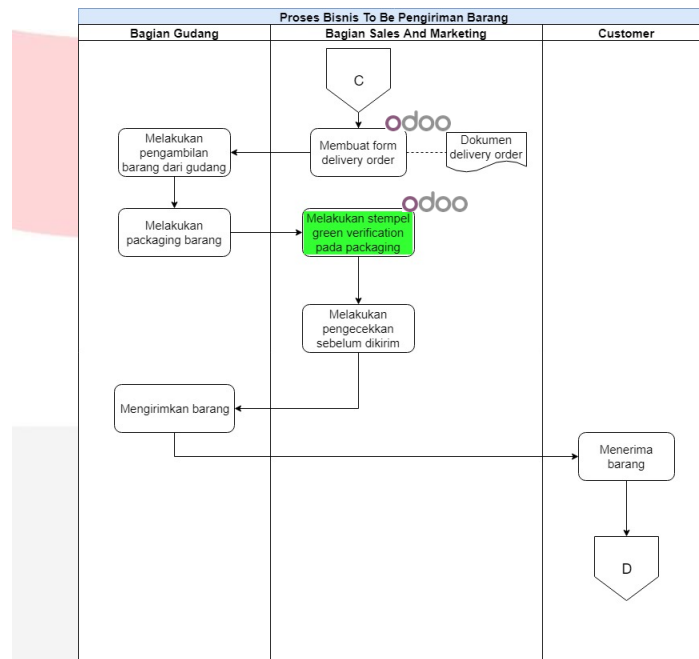 Proses Bisnis To Be Pengiriman Barang
Bagian Gudang
Bagian Sales And Marketing
Customer
C
odoo
Membuat form
delivery order
Dokumen
delivery order
Melakukan
pengambilan
barang dari gudang
Melakukan
packaging barang
odoo
Melakukan stempel
green verification
pada packaging
Melakukan
pengecekkan
sebelum dikirim
Mengirimkan barang
Menerima
barang
D